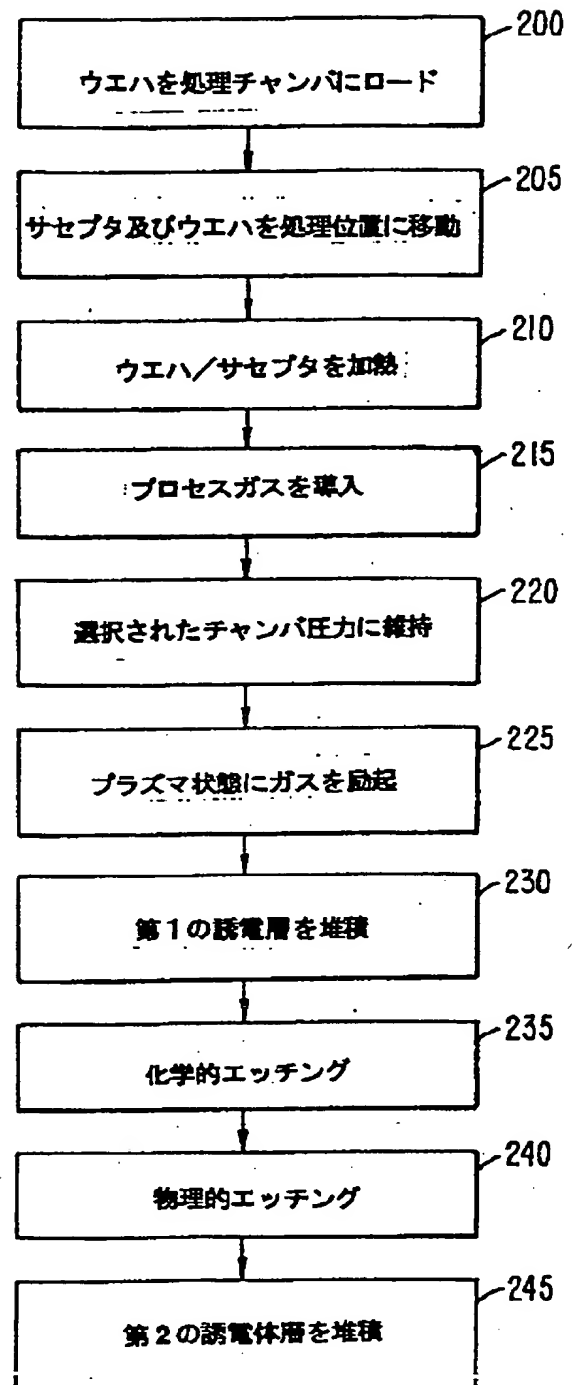 200
ウエハを処理チャンバにロード
205
サセプタ及びウエハを処理位置に移動
210
ウエハ／サセプタを加熱
215
プロセスガスを導入
220
選択されたチャンバ圧力に維持
225
プラズマ状態にガスを励起
230
第1の誘電層を堆積
235
化学的エッチング
240
物理的エッチング
245
第2の誘電体層を堆積